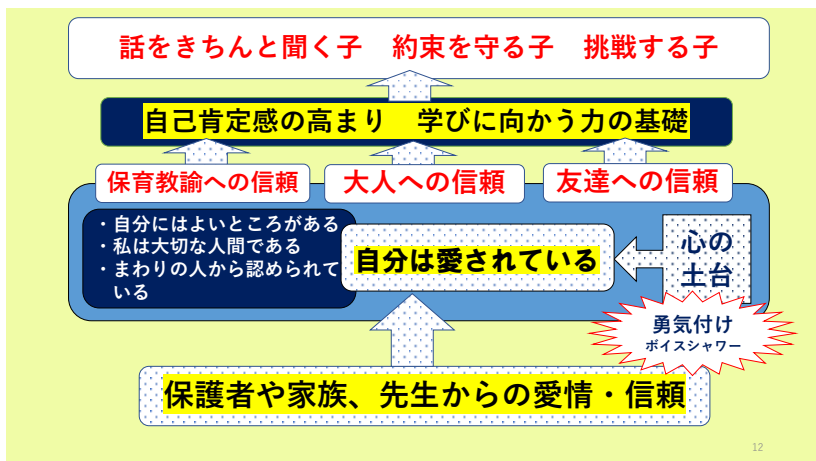 話をきちんと聞く子　約束を守る子　挑戦する子
自己肯定感の高まり　学びに向かう力の基礎
保育教諭への信頼　大人への信頼　友達への信頼
・自分にはよいところがある
・私は大切な人間である
・まわりの人から認められて
いる
自分は愛されている
心の
土台
勇気付け
ボイスシャワー
保護者や家族、先生からの愛情・信頼
12